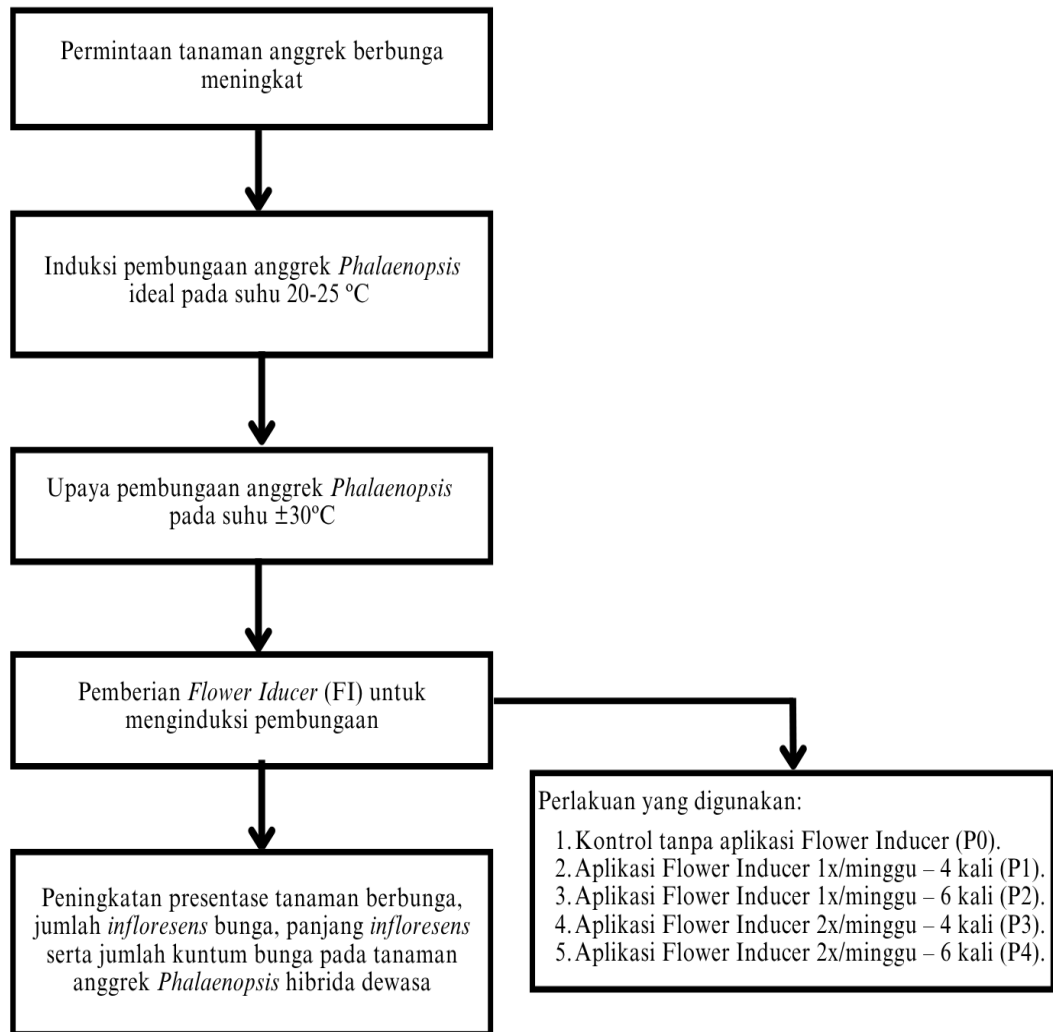 Permintaan tanaman anggrek berbunga
meningkat
Induksi pembungaan anggrek Phalaenopsis
ideal pada suhu 20-25 ºC
Upaya pembungaan anggrek Phalaenopsis
pada suhu ±30ºC
Pemberian Flower Iducer (FI) untuk
menginduksi pembungaan
Perlakuan yang digunakan:
1. Kontrol tanpa aplikasi Flower Inducer (P0).
2. Aplikasi Flower Inducer 1x/minggu – 4 kali (P1).
3. Aplikasi Flower Inducer 1x/minggu – 6 kali (P2).
4. Aplikasi Flower Inducer 2x/minggu – 4 kali (P3).
5. Aplikasi Flower Inducer 2x/minggu – 6 kali (P4).
Peningkatan presentase tanaman berbunga,
jumlah infloresens bunga, panjang infloresens
serta jumlah kuntum bunga pada tanaman
anggrek Phalaenopsis hibrida dewasa